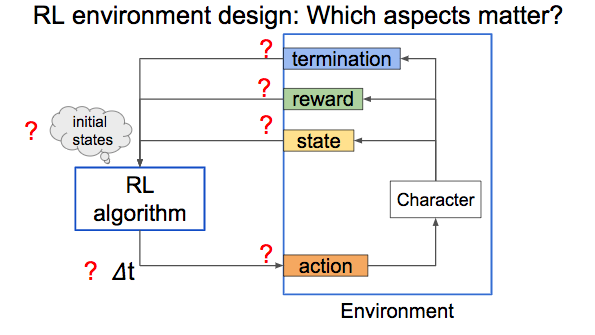 RL environment design: Which aspects matter?
? termination
? reward
? state
? initial
states
RL
algorithm
Character
? Δt
? action
Environment